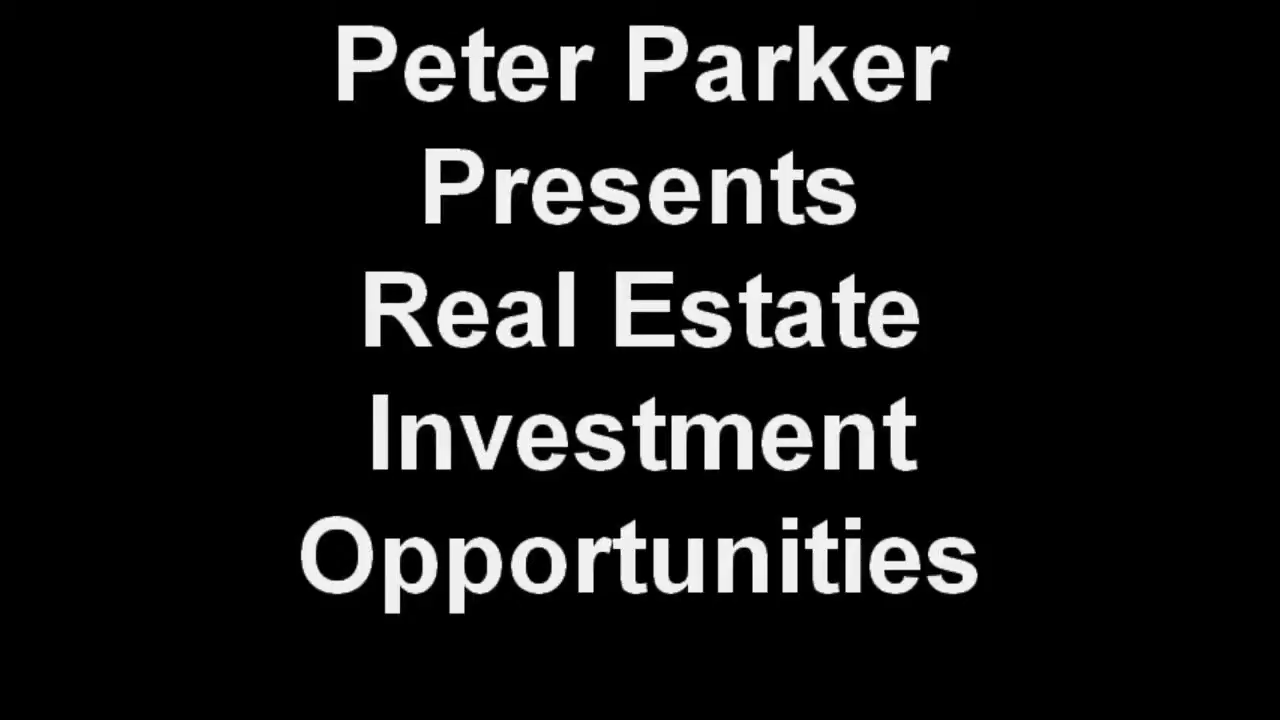 Peter Parker
Presents
Real Estate
Investment
Opportunities